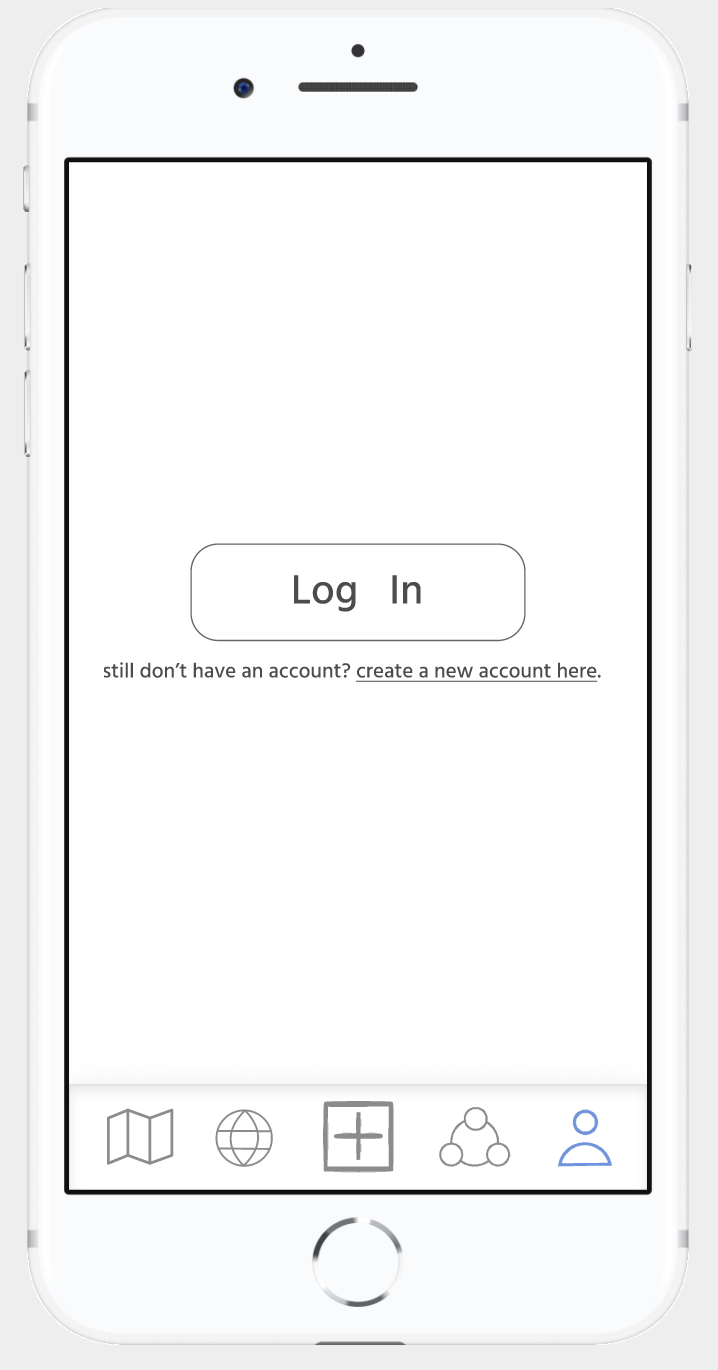 Log In
still don’t have an account? create a new account here.